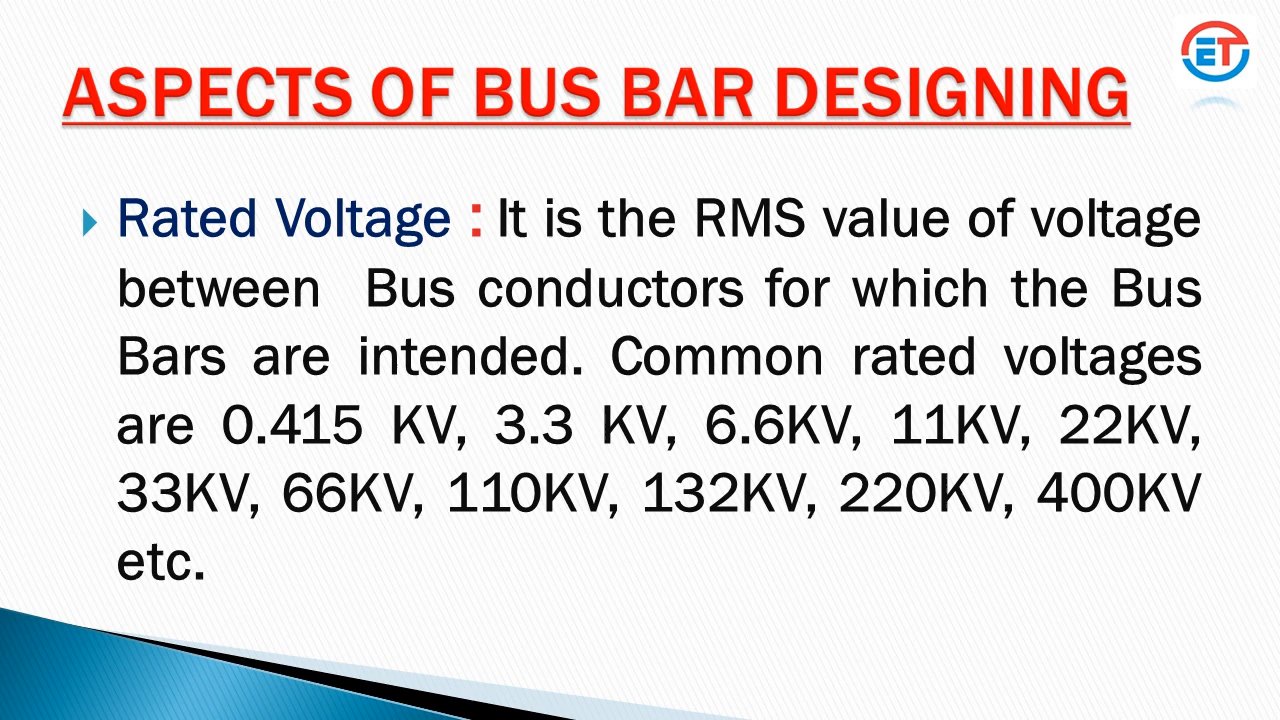 ET
ASPECTS OF BUS BAR DESIGNING
Rated Voltage : It is the RMS value of voltage
between Bus conductors for which the Bus
Bars are intended. Common rated voltages
are 0.415 KV, 3.3 KV, 6.6KV, 11KV, 22KV,
33KV, 66KV, 110KV, 132KV, 220KV, 400KV
etc.